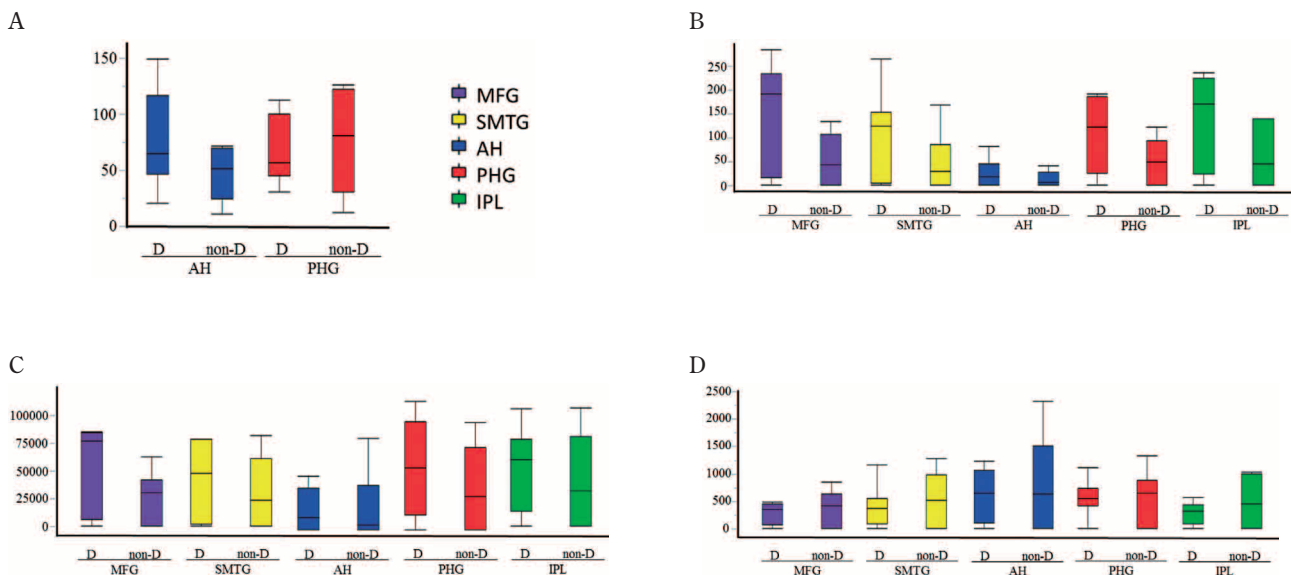 A
150
100
50
0
D non-D D non-D
AH PHG
MFG
SMTG
AH
PHG
IPL
B
250
200
150
100
50
0
D non-D D non-D D non-D D non-D D non-D
MFG SMTG AH PHG IPL
C
100000
75000
50000
25000
0
D non-D D non-D D non-D D non-D D non-D
MFG SMTG AH PHG IPL
D
2500
2000
1500
1000
500
0
D non-D D non-D D non-D D non-D D non-D
MFG SMTG AH PHG IPL